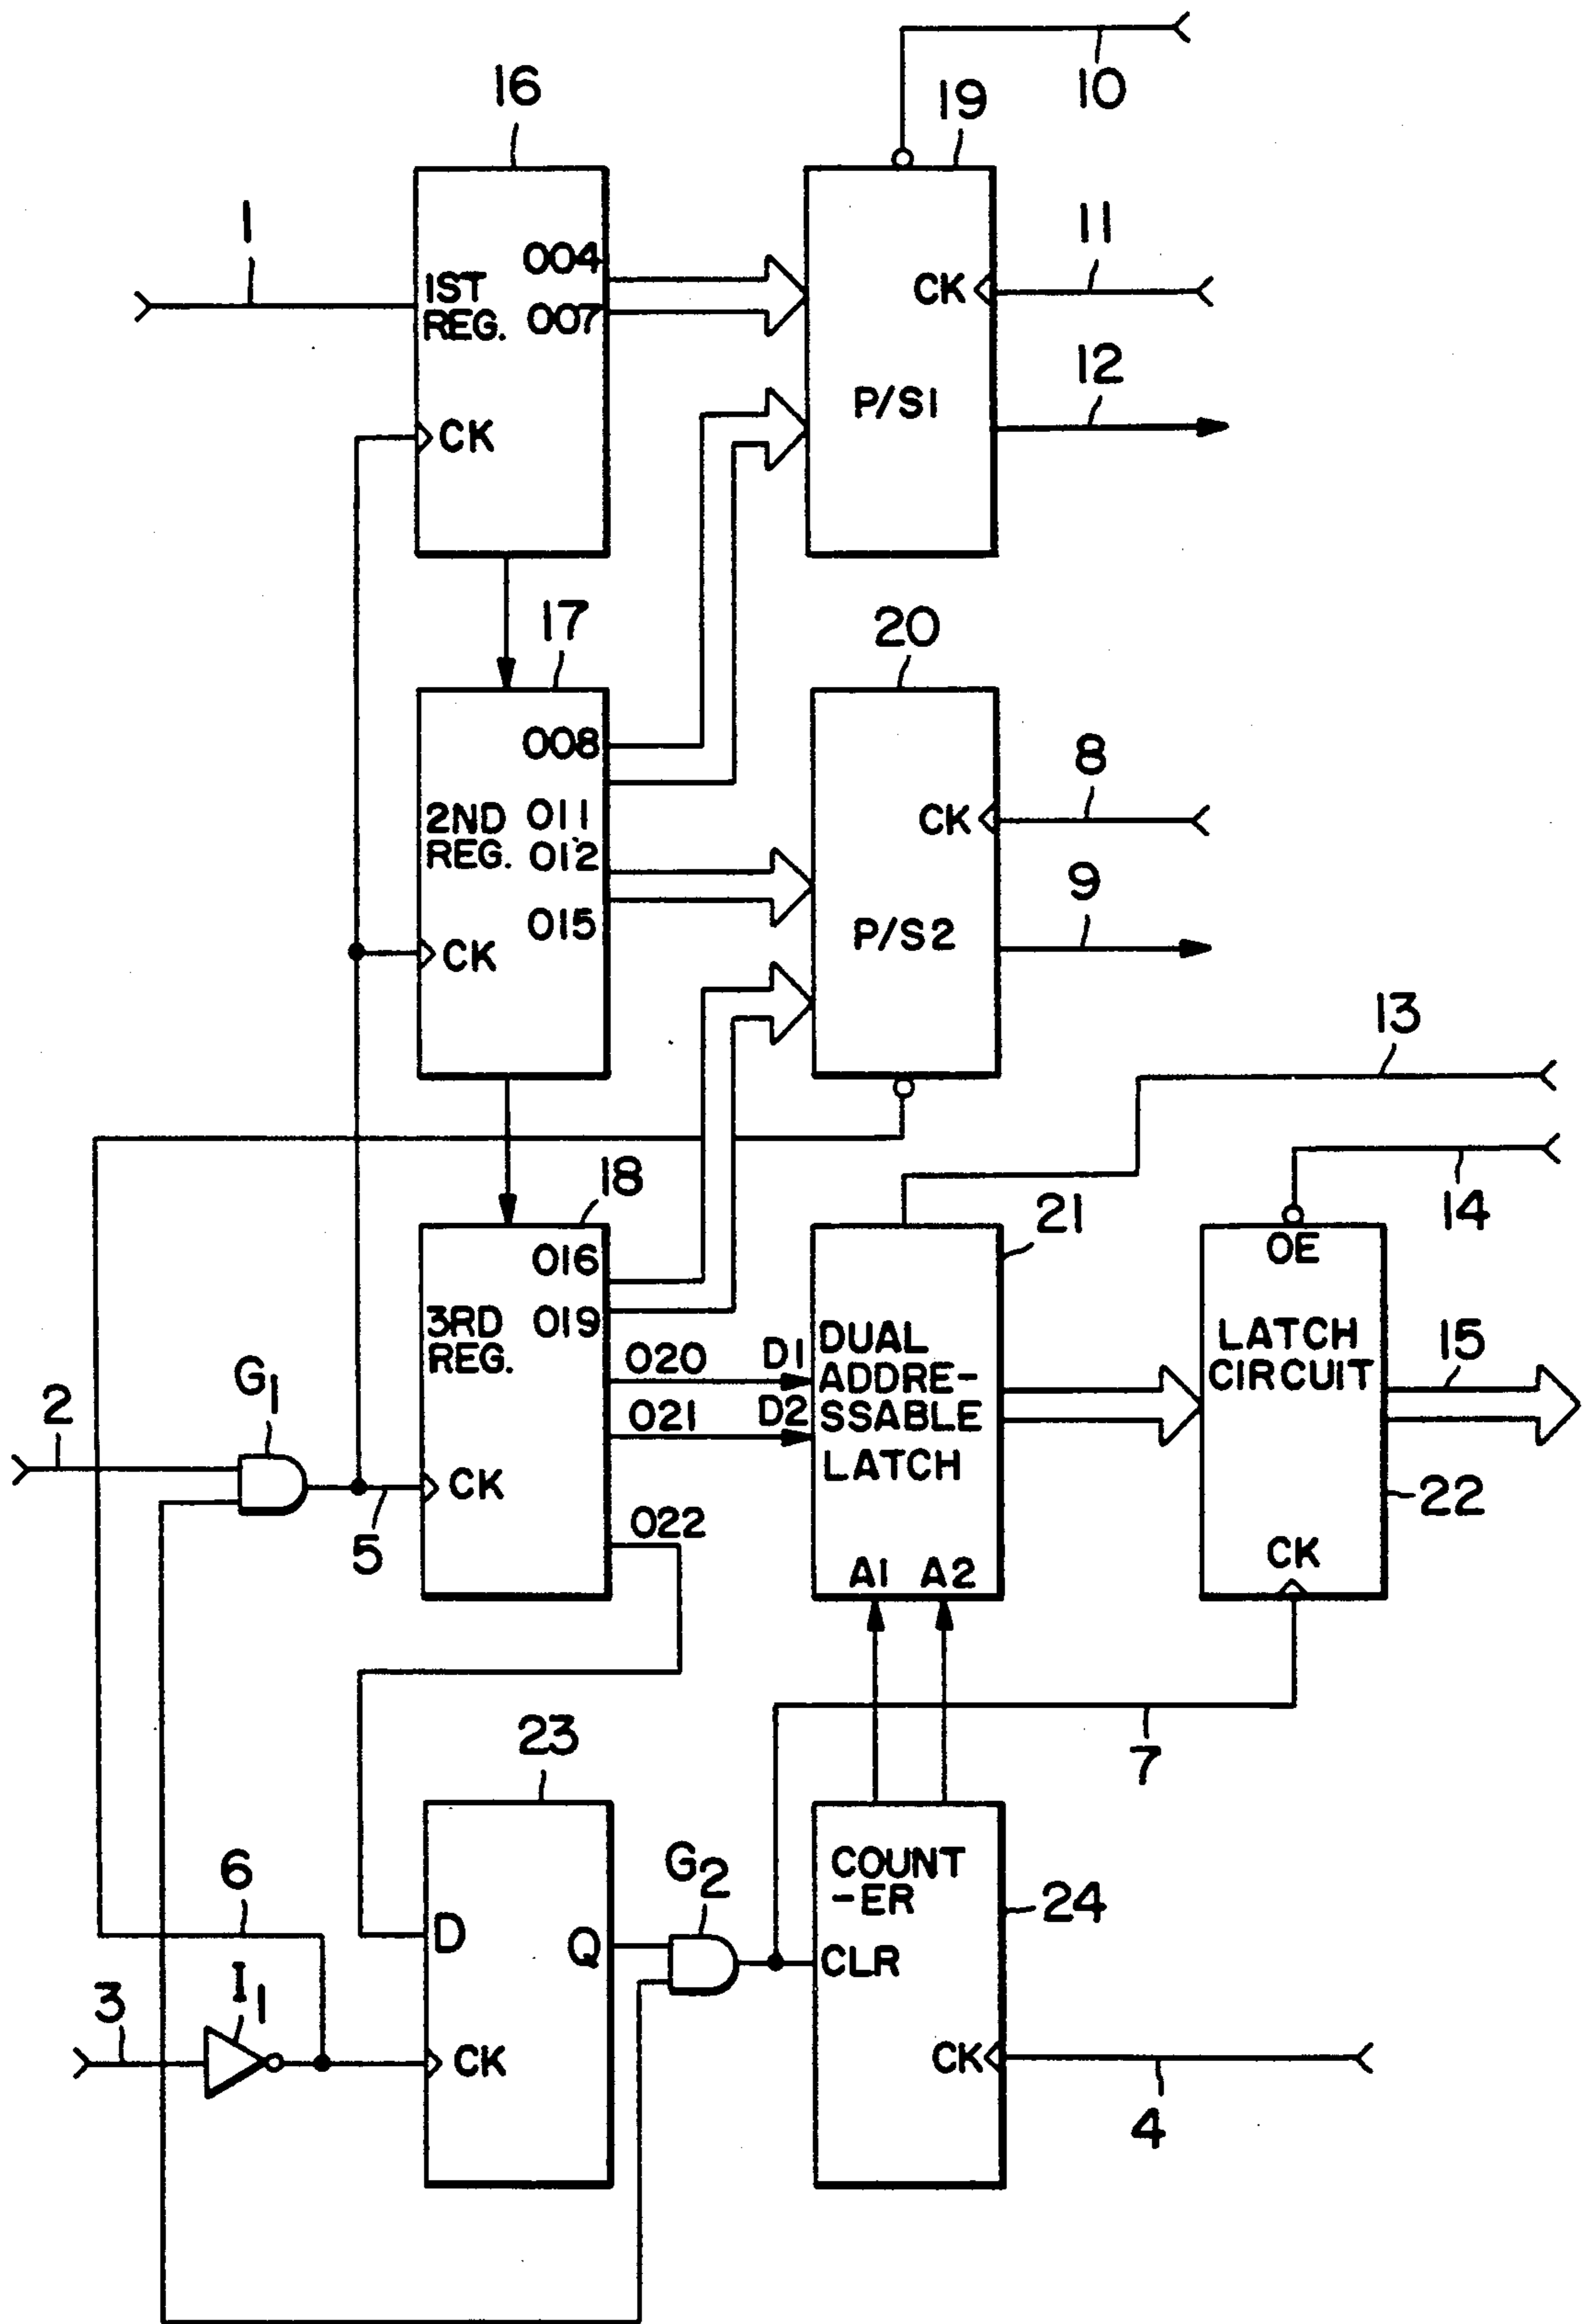 10
16
19
1
004
11
1ST
REG.
007
CK
12
P/S1
CK
17
20
008
8
2ND
REG.
011
012
CK
9
015
P/S2
CK
13
18
14
016
21
OE
3RD
REG.
019
DUAL
ADDRE-
SSABLE
LATCH
LATCH
CIRCUIT
15
G1
020
D1
2
021
D2
CK
22
5
022
A1 A2
CK
23
7
6
G2
COUNT
-ER
24
D
Q
CLR
3
I1
CK
CK
4